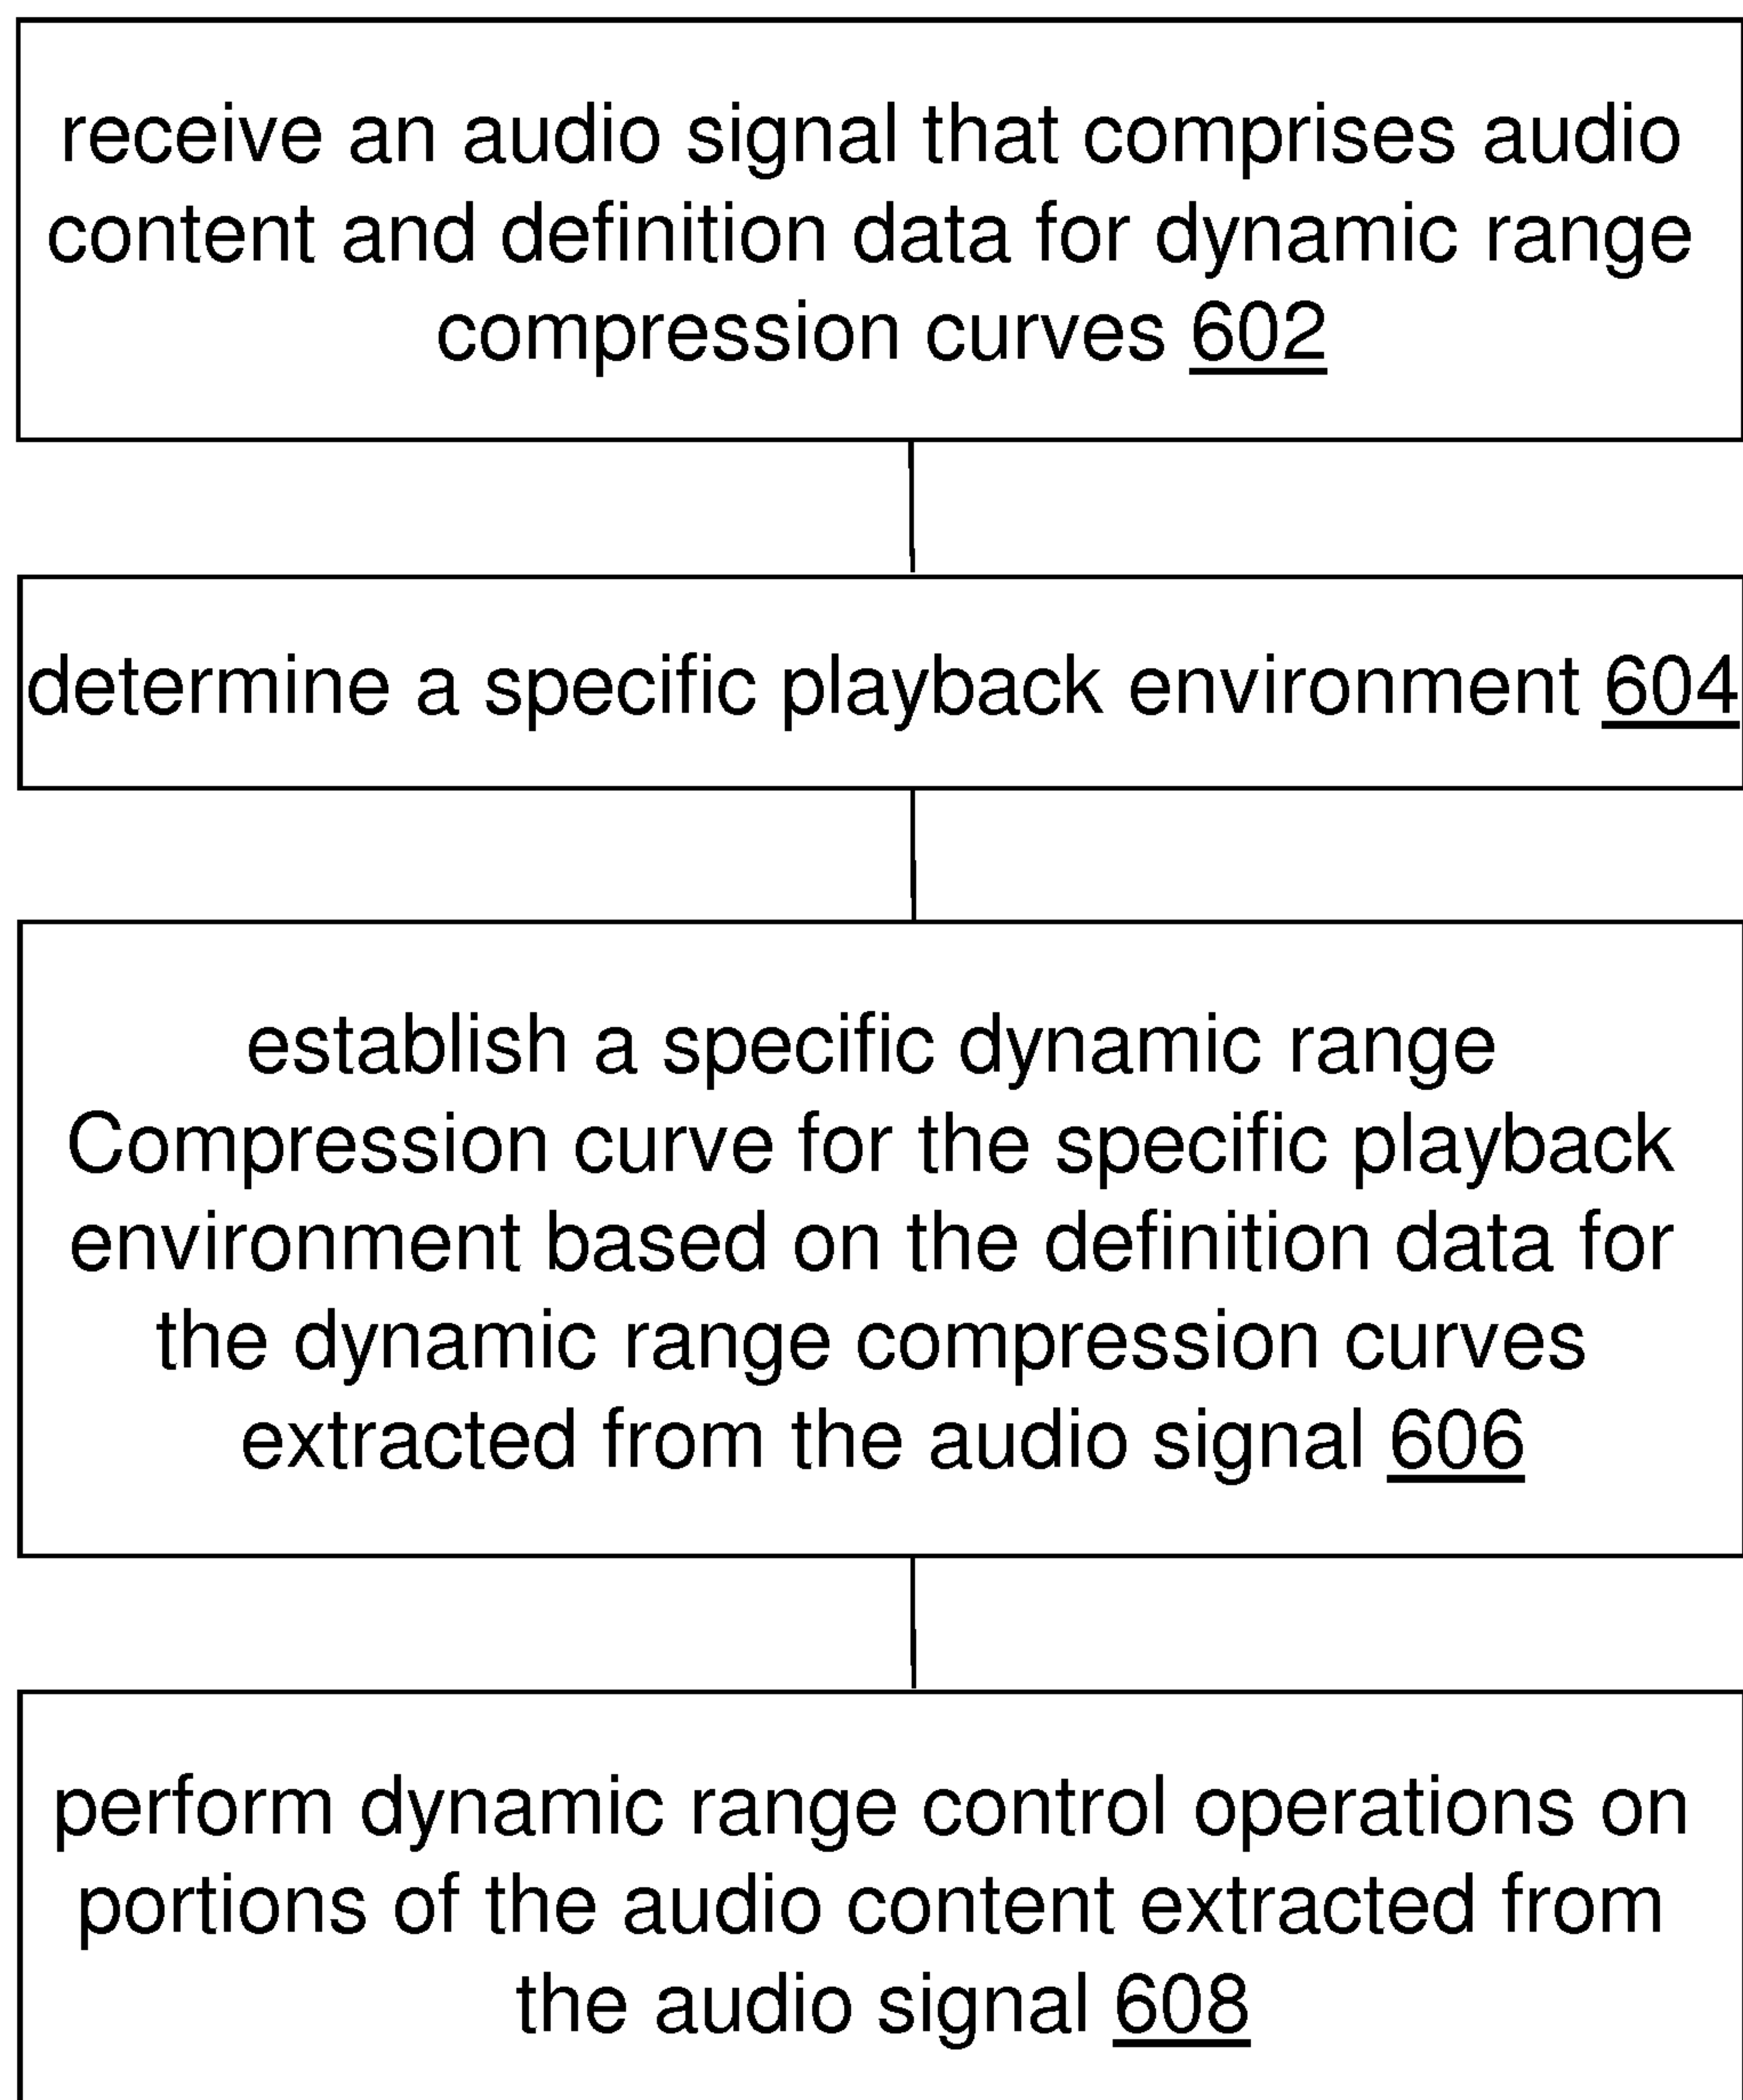 receive an audio signal that comprises audio
content and definition data for dynamic range
compression curves 602
determine a specific playback environment 604
establish a specific dynamic range
Compression curve for the specific playback
environment based on the definition data for
the dynamic range compression curves
extracted from the audio signal 606
perform dynamic range control operations on
portions of the audio content extracted from
the audio signal 608